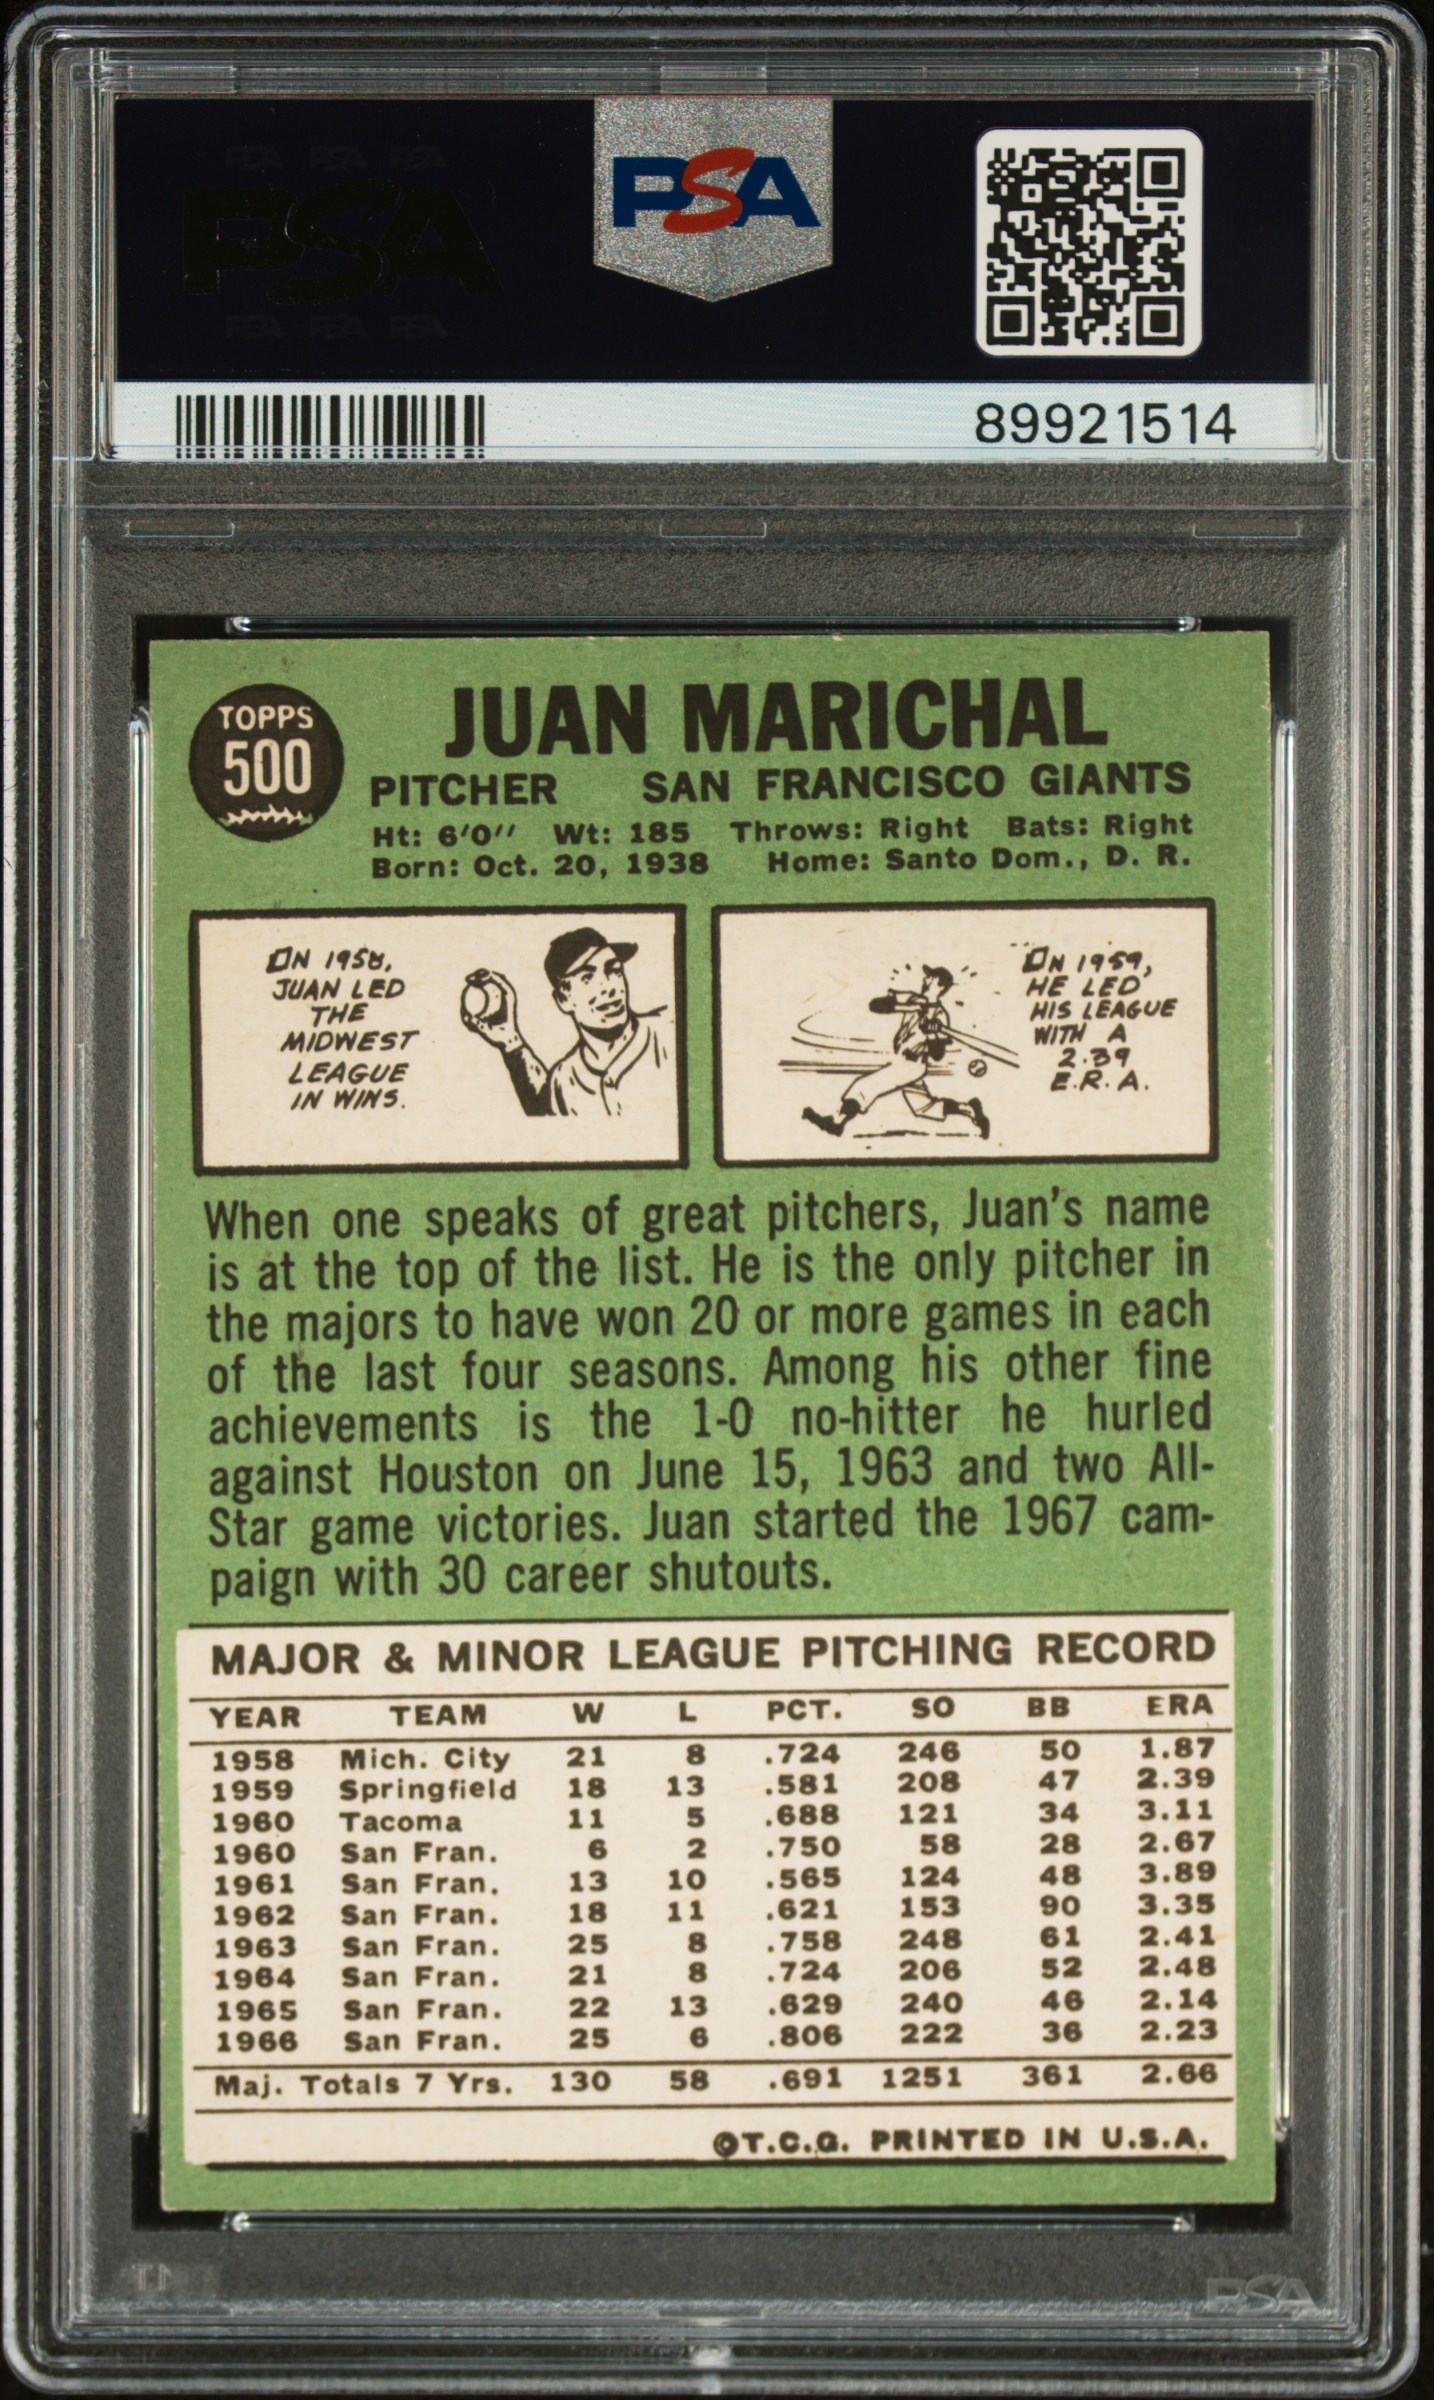 PSA PSA PSA
PSA
PSA PSA PSA
PSA
89921514
TOPPS
500
JUAN MARICHAL
PITCHER SAN FRANCISCO GIANTS
Ht: 6'0" Wt: 185 Throws: Right Bats: Right
Born: Oct. 20, 1938 Home: Santo Dom., D. R.
IN 1958,
JUAN LED
THE
MIDWEST
LEAGUE
IN WINS.
IN 1959,
HE LED
HIS LEAGUE
WITH A
2.39
E.R.A.
When one speaks of great pitchers, Juan's name
is at the top of the list. He is the only pitcher in
the majors to have won 20 or more games in each
of the last four seasons. Among his other fine
achievements is the 1-0 no-hitter he hurled
against Houston on June 15, 1963 and two All-
Star game victories. Juan started the 1967 cam-
paign with 30 career shutouts.
MAJOR & MINOR LEAGUE PITCHING RECORD
YEAR TEAM W L PCT. SO BB ERA
1958 Mich. City 21 8 .724 246 50 1.87
1959 Springfield 18 13 .581 208 47 2.39
1960 Tacoma 11 5 .688 121 34 3.11
1960 San Fran. 6 2 .750 58 28 2.67
1961 San Fran. 13 10 .565 124 48 3.89
1962 San Fran. 18 11 .621 153 90 3.35
1963 San Fran. 25 8 .758 248 61 2.41
1964 San Fran. 21 8 .724 206 52 2.48
1965 San Fran. 22 13 .629 240 46 2.14
1966 San Fran. 25 6 .806 222 36 2.23
Maj. Totals 7 Yrs. 130 58 .691 1251 361 2.66
©T.C.G. PRINTED IN U.S.A.
PSA